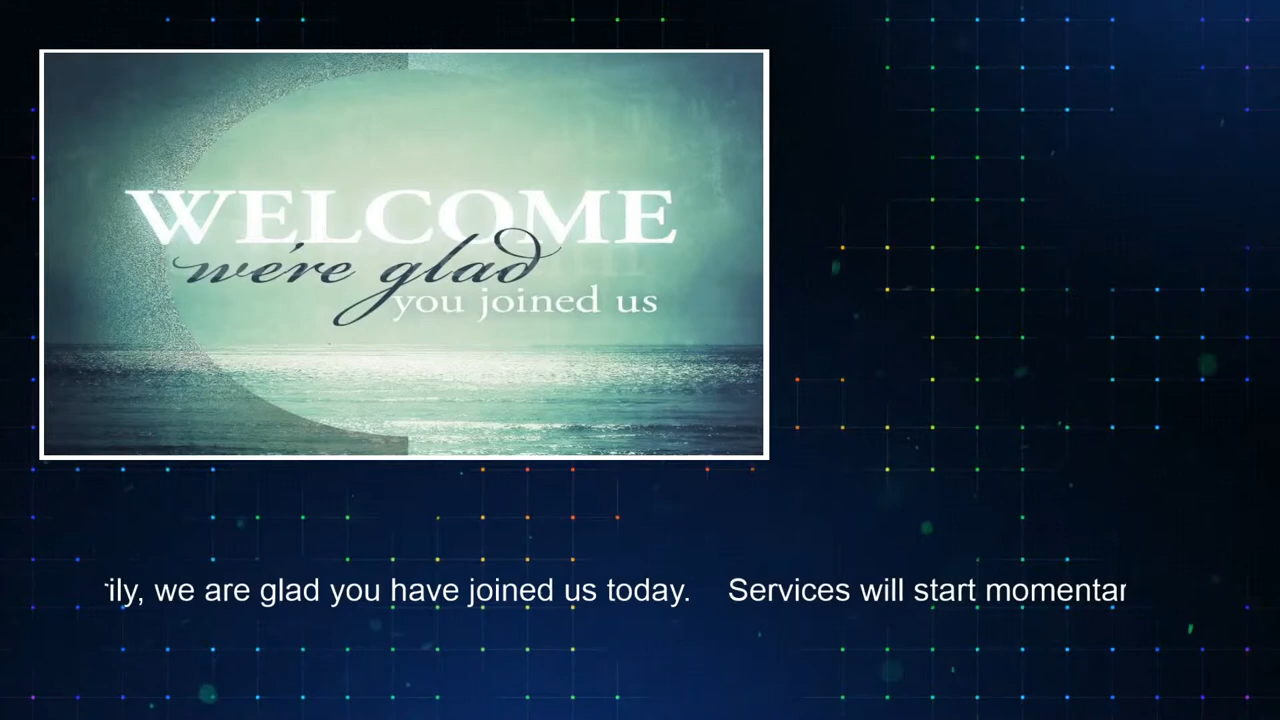 WELCOME
we're glad
you joined us
ily, we are glad you have joined us today. Services will start momentar